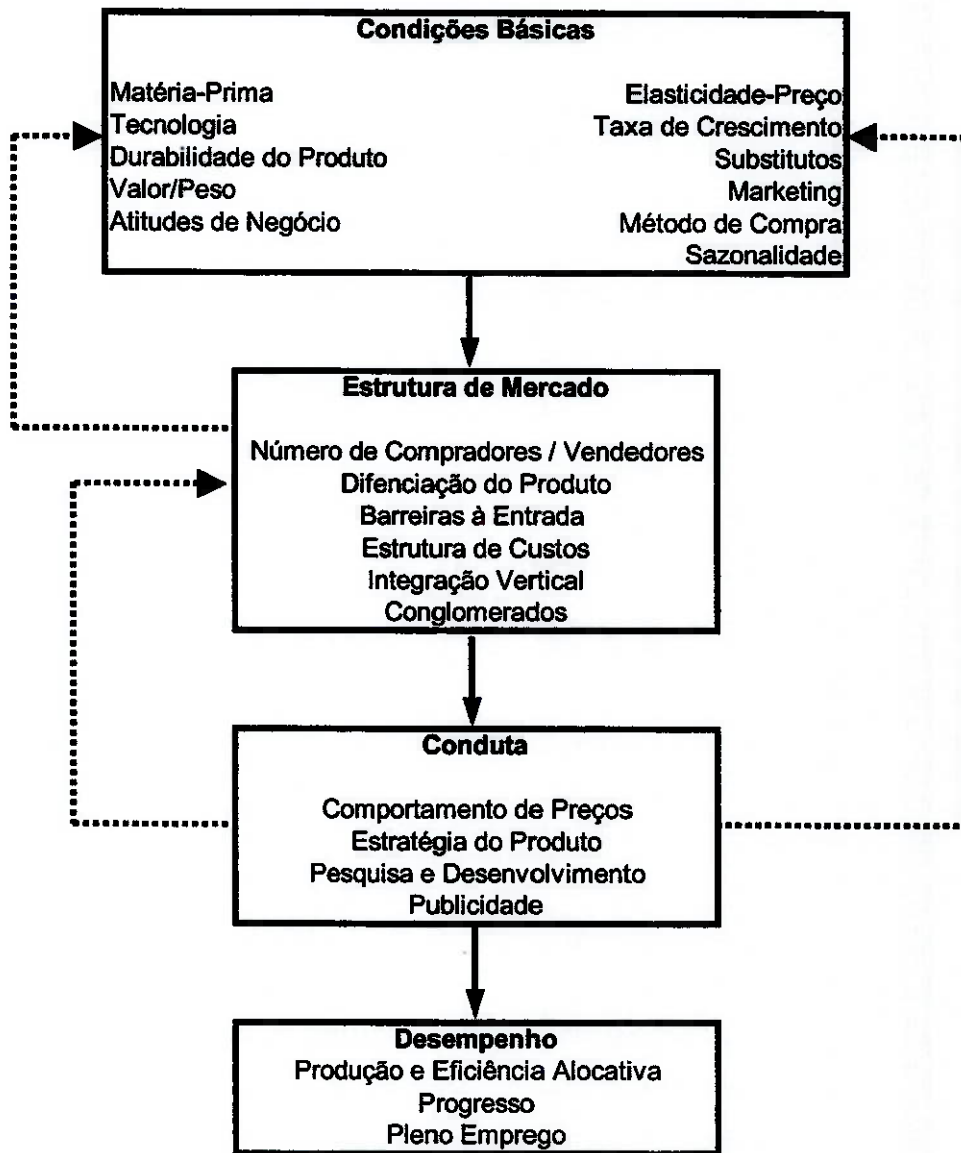 Condições Básicas
Matéria-Prima
Tecnologia
Durabilidade do Produto
Valor/Peso
Atitudes de Negócio
Elasticidade-Preço
Taxa de Crescimento
Substitutos
Marketing
Método de Compra
Sazonalidade
Estrutura de Mercado
Número de Compradores / Vendedores
Difenciação do Produto
Barreiras à Entrada
Estrutura de Custos
Integração Vertical
Conglomerados
Conduta
Comportamento de Preços
Estratégia do Produto
Pesquisa e Desenvolvimento
Publicidade
Desempenho
Produção e Eficiência Alocativa
Progresso
Pleno Emprego